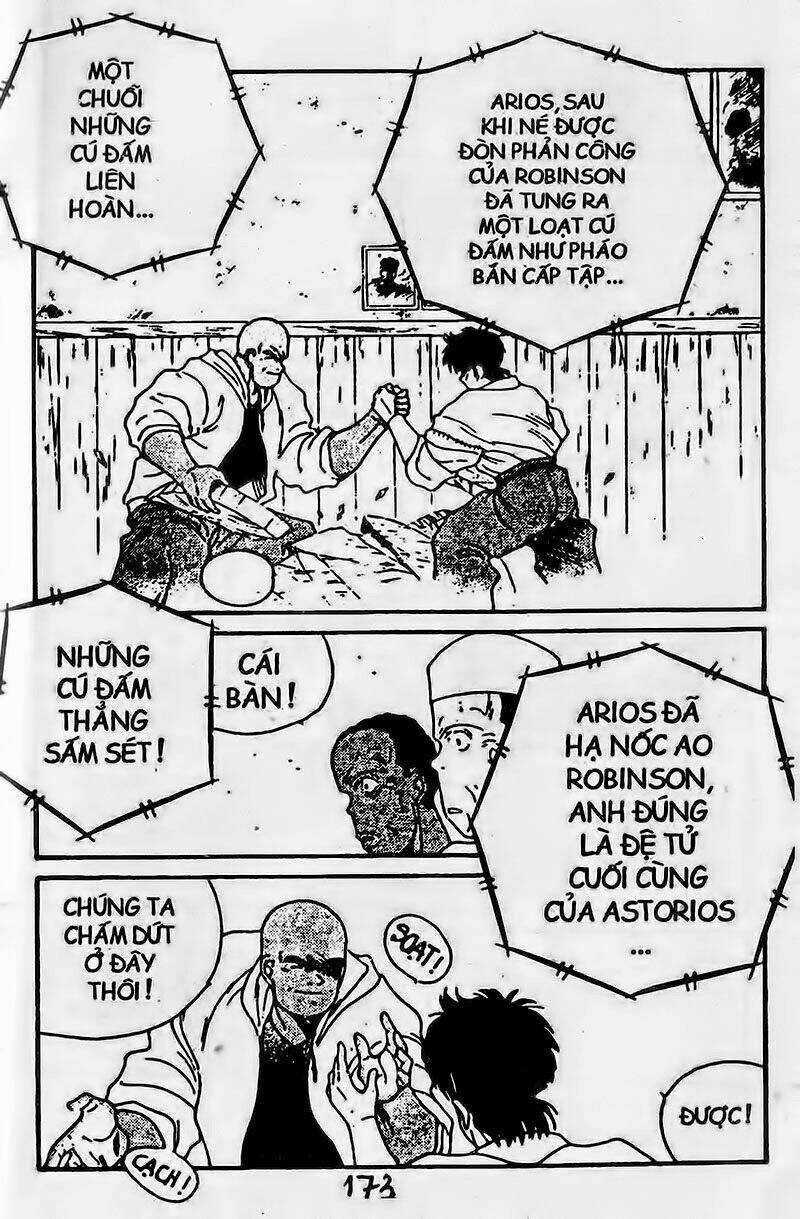 MỘT
CHUỖI
NHỮNG
CÚ ĐẤM
LIÊN
HOÀN...
ARIOS, SAU
KHI NÉ ĐƯỢC
ĐÒN PHẢN CÔNG
CỦA ROBINSON
ĐÃ TUNG RA
MỘT LOẠT CÚ
ĐẤM NHƯ PHÁO
BẮN CẤP TẬP...
NHỮNG
CÚ ĐẤM
THẲNG
SẤM SÉT!
CÁI
BÀN!
ARIOS ĐÃ
HẠ NỐC AO
ROBINSON,
ANH ĐÚNG
LÀ ĐỆ TỬ
CUỐI CÙNG
CỦA ASTORIOS
...
CHÚNG TA
CHẤM DỨT
Ở ĐÂY
THÔI!
SOẠT!
ĐƯỢC!
CẠCH!
173